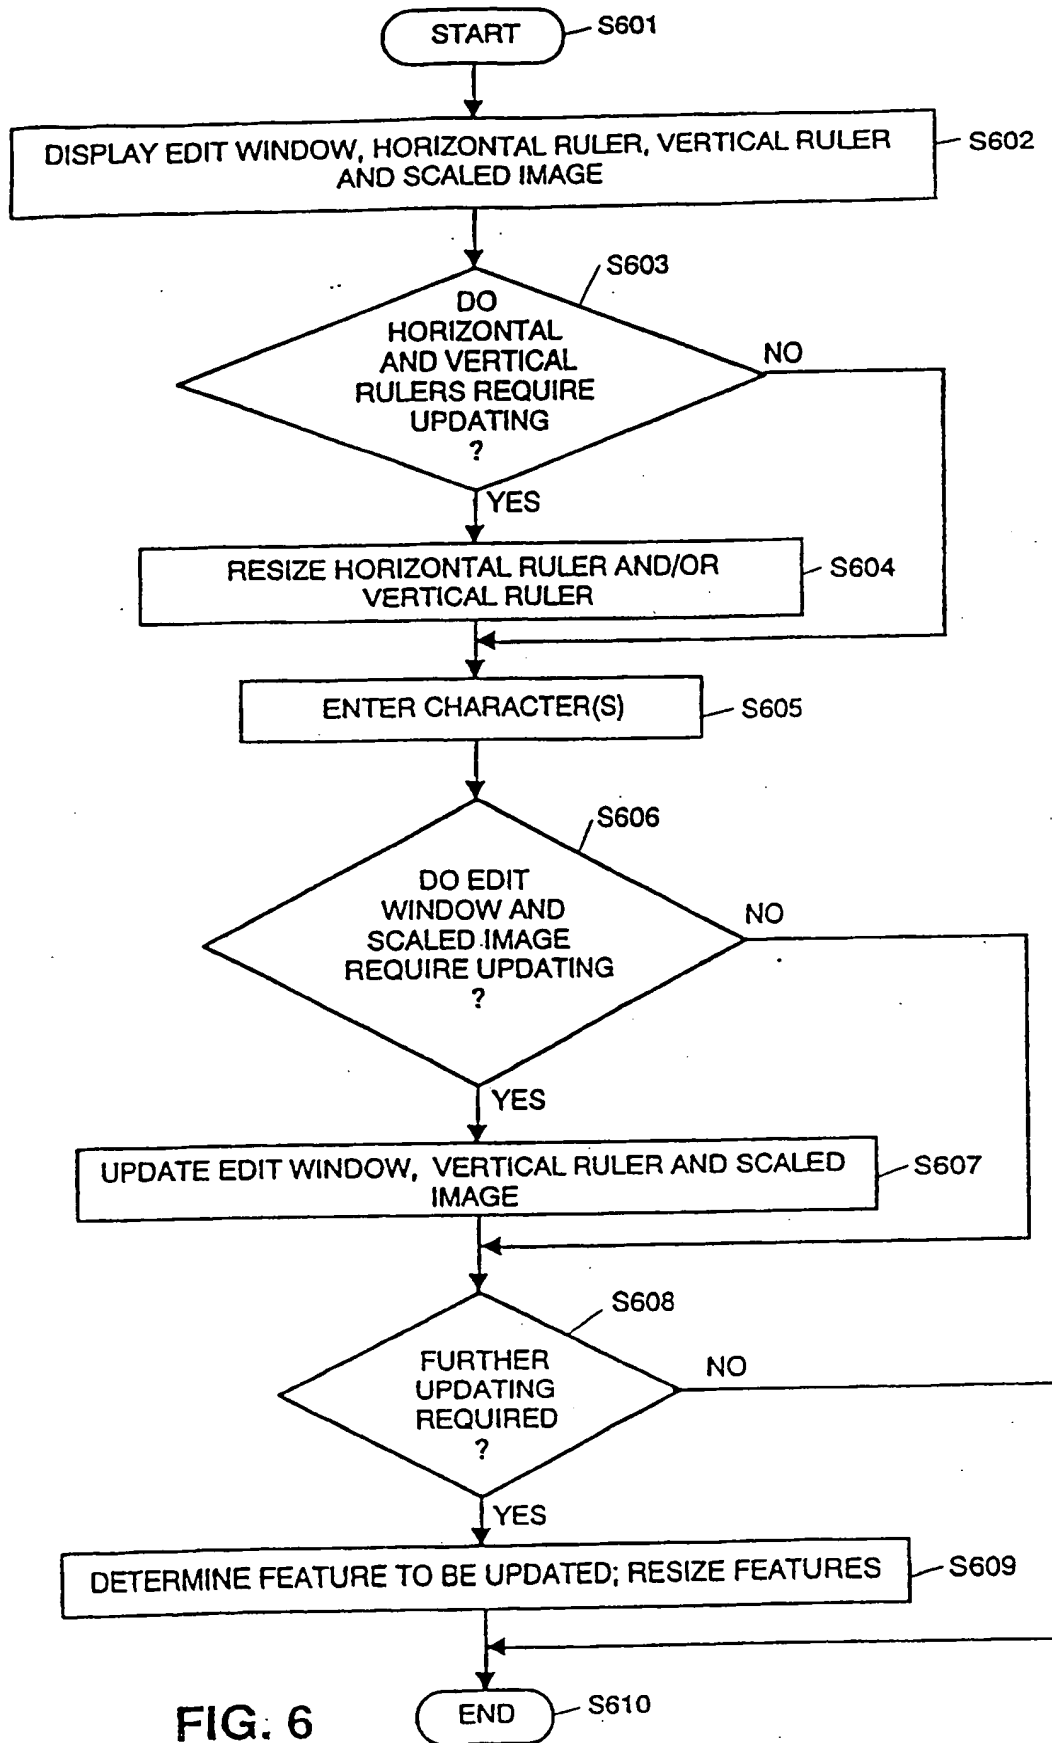 START
S601
DISPLAY EDIT WINDOW, HORIZONTAL RULER, VERTICAL RULER
AND SCALED IMAGE
S602
S603
DO
HORIZONTAL
AND VERTICAL
RULERS REQUIRE
UPDATING
?
NO
YES
RESIZE HORIZONTAL RULER AND/OR
VERTICAL RULER
S604
ENTER CHARACTER(S)
S605
S606
DO EDIT
WINDOW AND
SCALED IMAGE
REQUIRE UPDATING
?
NO
YES
UPDATE EDIT WINDOW, VERTICAL RULER AND SCALED
IMAGE
S607
S608
FURTHER
UPDATING
REQUIRED
?
NO
YES
DETERMINE FEATURE TO BE UPDATED; RESIZE FEATURES
S609
END
S610
FIG. 6